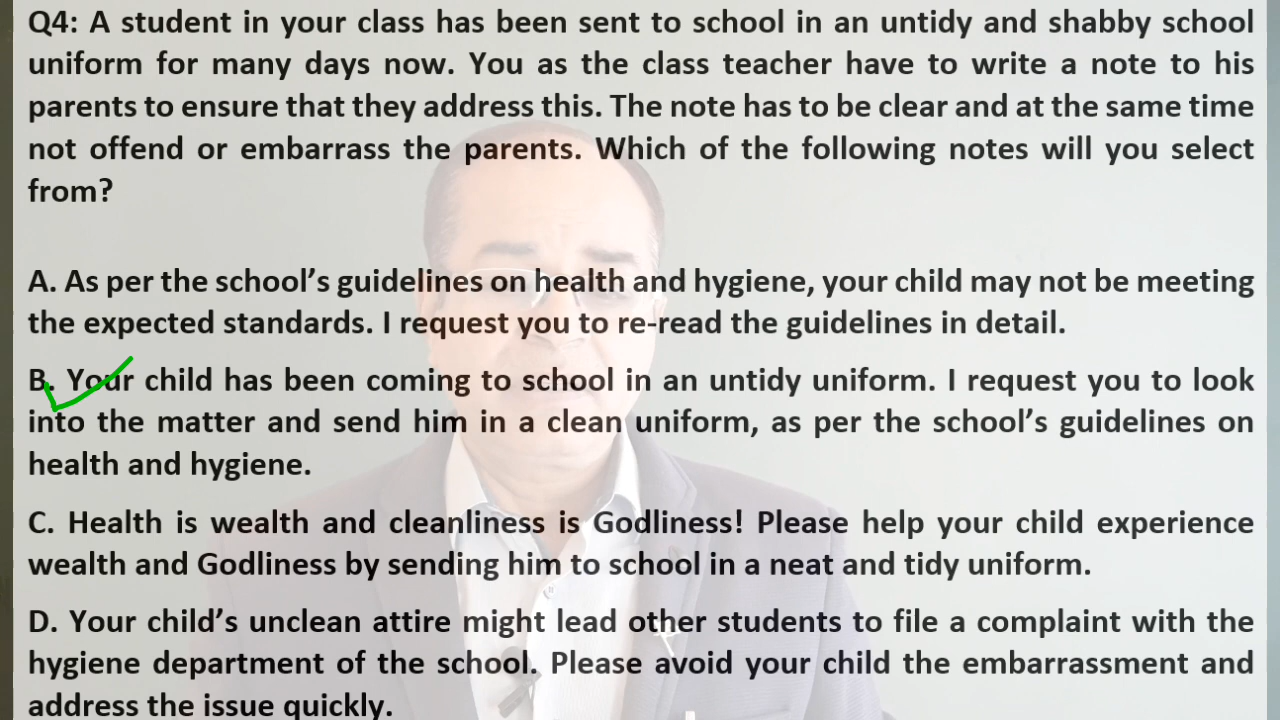 Q4: A student in your class has been sent to school in an untidy and shabby school
uniform for many days now. You as the class teacher have to write a note to his
parents to ensure that they address this. The note has to be clear and at the same time
not offend or embarrass the parents. Which of the following notes will you select
from?
A. As per the school’s guidelines on health and hygiene, your child may not be meeting
the expected standards. I request you to re-read the guidelines in detail.
B. Your child has been coming to school in an untidy uniform. I request you to look
into the matter and send him in a clean uniform, as per the school’s guidelines on
health and hygiene.
C. Health is wealth and cleanliness is Godliness! Please help your child experience
wealth and Godliness by sending him to school in a neat and tidy uniform.
D. Your child’s unclean attire might lead other students to file a complaint with the
hygiene department of the school. Please avoid your child the embarrassment and
address the issue quickly.